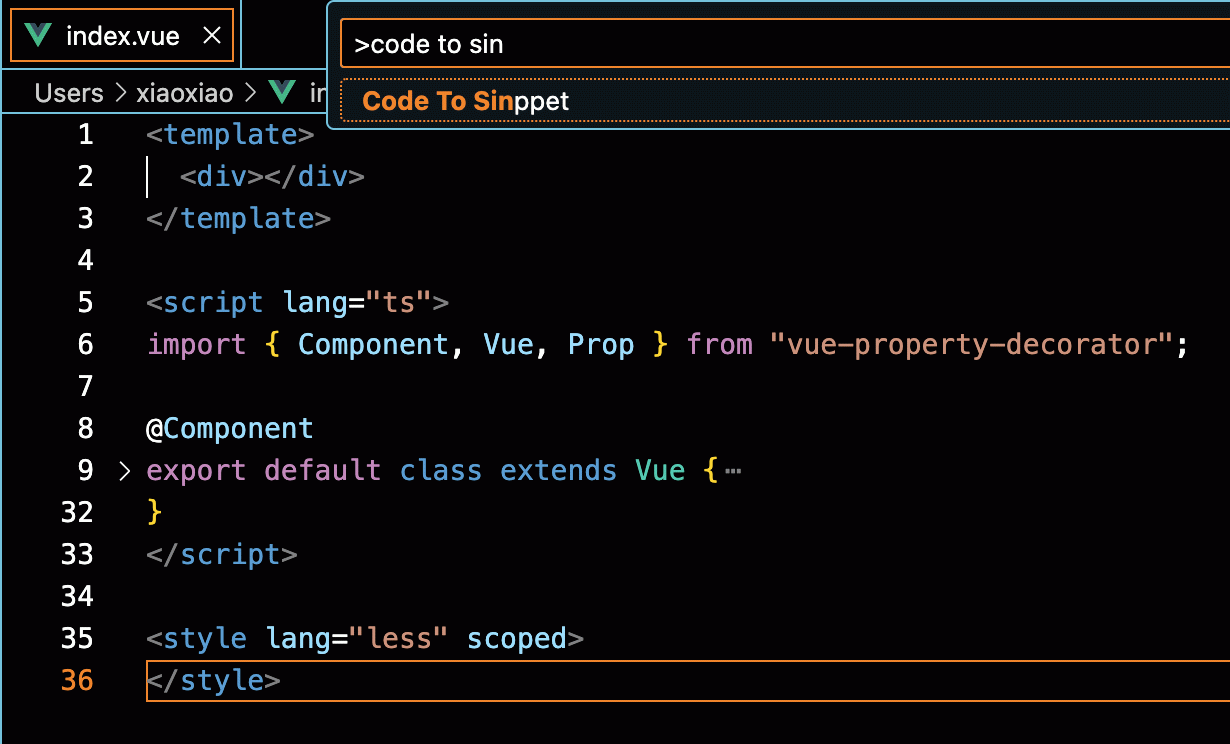 index.vue
>code to sin
Code To Sinppet
Users > xiaoxiao > in
1 <template>
2 <div></div>
3 </template>
4
5 <script lang="ts">
6 import { Component, Vue, Prop } from "vue-property-decorator";
7
8 @Component
9 export default class extends Vue {…
32 }
33 </script>
34
35 <style lang="less" scoped>
36 </style>